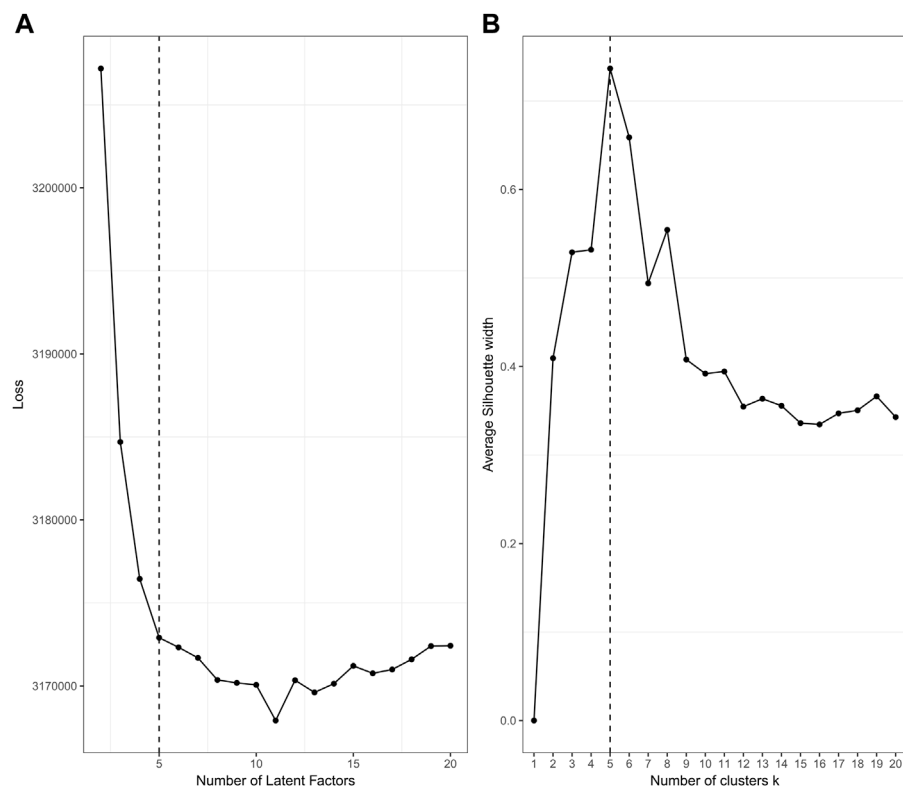 A
Loss
3200000
3190000
3180000
3170000
5
10
15
20
Number of Latent Factors
B
Average Silhouette width
0.6
0.4
0.2
0.0
1 2 3 4 5 6 7 8 9 10 11 12 13 14 15 16 17 18 19 20
Number of clusters k